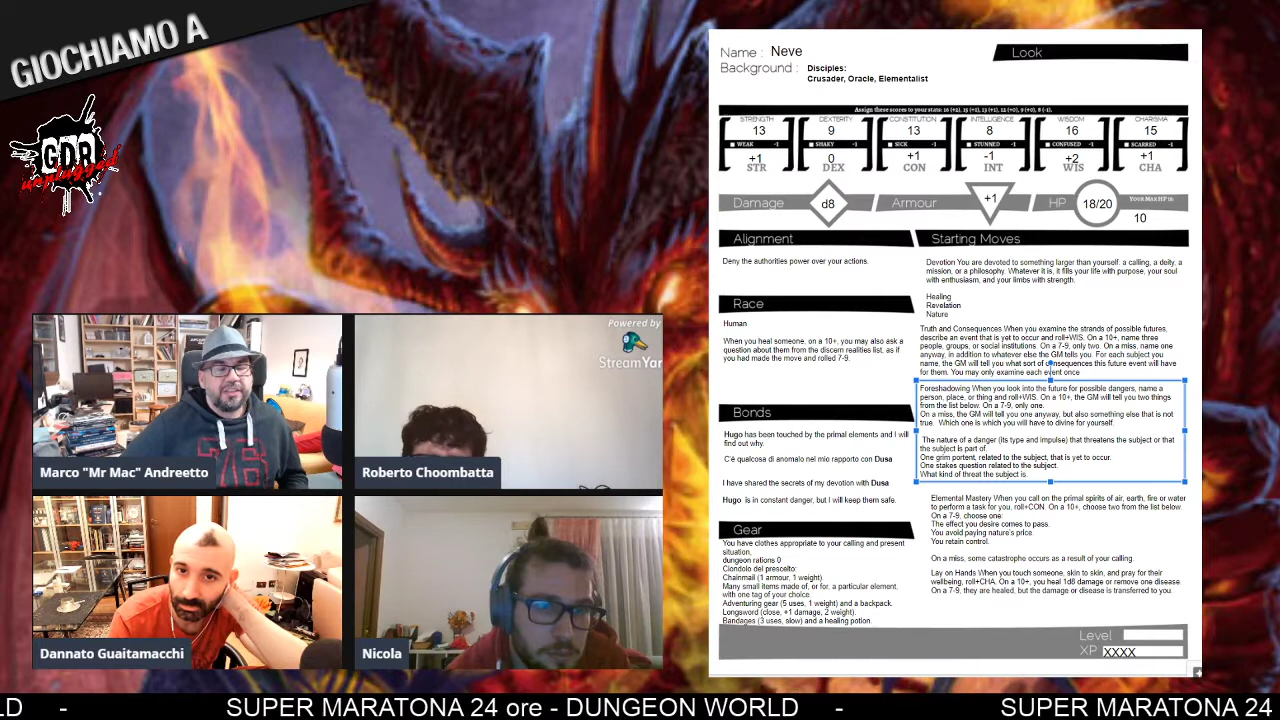 GIOCHIAMO A
GDR
unplugged
Powered by
StreamYar
Marco "Mr Mac" Andreetto
Roberto Choombatta
Dannato Guaitamacchi
Nicola
Name : Neve
Background : Disciples:
Crusader, Oracle, Elementalist
Look
Assign these scores to your stats: 16 (+2), 15 (+1), 13 (+1), 12 (+0), 9 (+0), 8 (-1).
STRENGTH DEXTERITY CONSTITUTION INTELLIGENCE WISDOM CHARISMA
13 9 13 8 16 15
WEAK -1 SHAKY -1 SICK -1 STUNNED -1 CONFUSED -1 SCARRED -1
+1 0 +1 -1 +2 +1
STR DEX CON INT WIS CHA
Damage d8 Armour +1 HP 18/20 YOUR MAX HP IS
10
Alignment
Deny the authorities power over your actions.
Race
Human
When you heal someone, on a 10+, you may also ask a
question about them from the discern realities list, as if
you had made the move and rolled 7-9.
Bonds
Hugo has been touched by the primal elements and I will
find out why.
C'è qualcosa di anomalo nel mio rapporto con Dusa
I have shared the secrets of my devotion with Dusa
Hugo is in constant danger, but I will keep them safe.
Gear
You have clothes appropriate to your calling and present
situation,
dungeon rations 0
Ciondolo del prescelto:
Chainmail (1 armour, 1 weight).
Many small items made of, or for, a particular element,
with one tag of your choice
Adventuring gear (5 uses, 1 weight) and a backpack.
Longsword (close, +1 damage, 2 weight).
Bandages (3 uses, slow) and a healing potion.
Starting Moves
Devotion You are devoted to something larger than yourself: a calling, a deity, a
mission, or a philosophy. Whatever it is, it fills your life with purpose, your soul
with enthusiasm, and your limbs with strength.
Healing
Revelation
Nature
Truth and Consequences When you examine the strands of possible futures,
describe an event that is yet to occur and roll+WIS. On a 10+, name three
people, groups, or social institutions. On a 7-9, only two. On a miss, name one
anyway, in addition to whatever else the GM tells you. For each subject you
name, the GM will tell you what sort of consequences this future event will have
for them. You may only examine each event once
Foreshadowing When you look into the future for possible dangers, name a
person, place, or thing and roll+WIS. On a 10+, the GM will tell you two things
from the list below. On a 7-9, only one.
On a miss, the GM will tell you one anyway, but also something else that is not
true. Which one is which you will have to divine for yourself.
The nature of a danger (its type and impulse) that threatens the subject or that
the subject is part of.
One grim portent, related to the subject, that is yet to occur.
One stakes question related to the subject.
What kind of threat the subject is.
Elemental Mastery When you call on the primal spirits of air, earth, fire or water
to perform a task for you, roll+CON. On a 10+, choose two from the list below.
On a 7-9, choose one:
The effect you desire comes to pass.
You avoid paying nature's price.
You retain control.
On a miss, some catastrophe occurs as a result of your calling.
Lay on Hands When you touch someone, skin to skin, and pray for their
wellbeing, roll+CHA. On a 10+, you heal 1d8 damage or remove one disease.
On a 7-9, they are healed, but the damage or disease is transferred to you.
Level
XP XXXX
LD - SUPER MARATONA 24 ore - DUNGEON WORLD - SUPER MARATONA 24